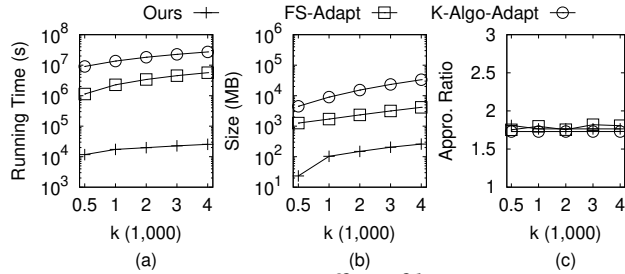 Ours FS-Adapt K-Algo-Adapt
Running Time (s)
10^8
10^7
10^6
10^5
10^4
10^3
0.5 1 2 3 4
k (1,000)
(a)
Size (MB)
10^6
10^5
10^4
10^3
10^2
10^1
0.5 1 2 3 4
k (1,000)
(b)
Appro. Ratio
3
2.5
2
1.5
1
0.5 1 2 3 4
k (1,000)
(c)